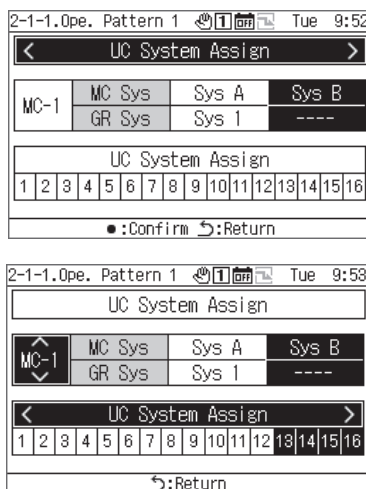 2-1-1.Ope. Pattern 1 1 OFF Tue 9:52
< UC System Assign >
MC-1 MC Sys Sys A Sys B
GR Sys Sys 1 ----
UC System Assign
1 2 3 4 5 6 7 8 9 10 11 12 13 14 15 16
●:Confirm ⮌:Return
2-1-1.Ope. Pattern 1 1 OFF Tue 9:53
UC System Assign
MC-1 MC Sys Sys A Sys B
GR Sys Sys 1 ----
< UC System Assign >
1 2 3 4 5 6 7 8 9 10 11 12 13 14 15 16
⮌:Return